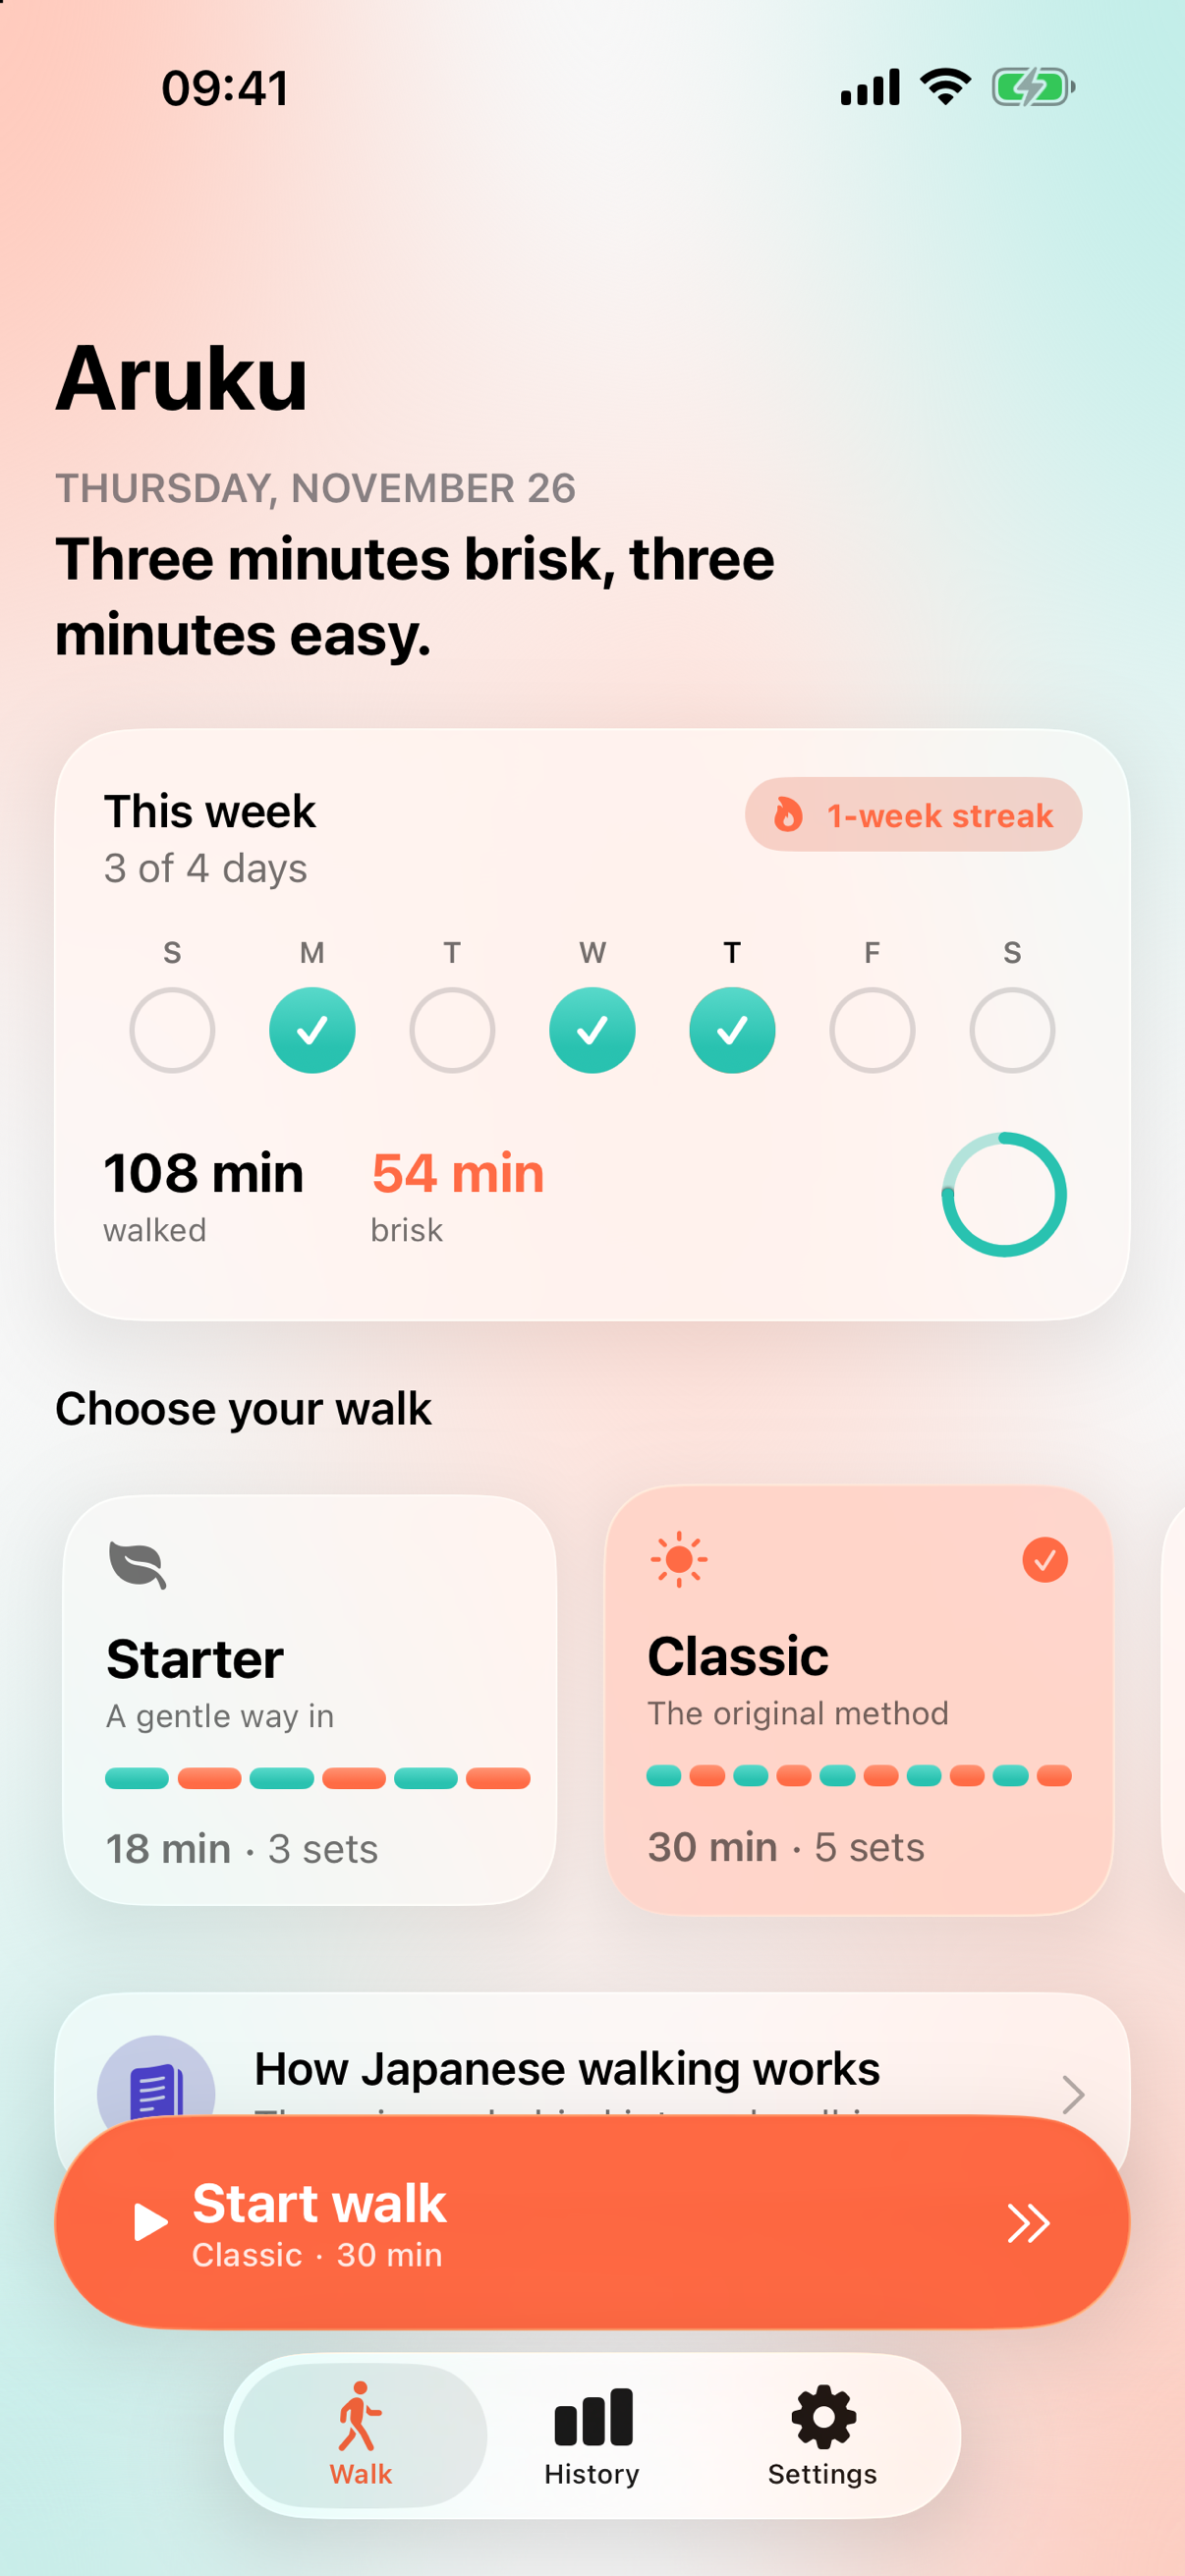 09:41
Aruku
THURSDAY, NOVEMBER 26
Three minutes brisk, three
minutes easy.
This week
1-week streak
3 of 4 days
S M T W T F S
108 min
54 min
walked
brisk
Choose your walk
Starter
A gentle way in
18 min · 3 sets
Classic
The original method
30 min · 5 sets
How Japanese walking works
Start walk
Classic · 30 min
Walk
History
Settings